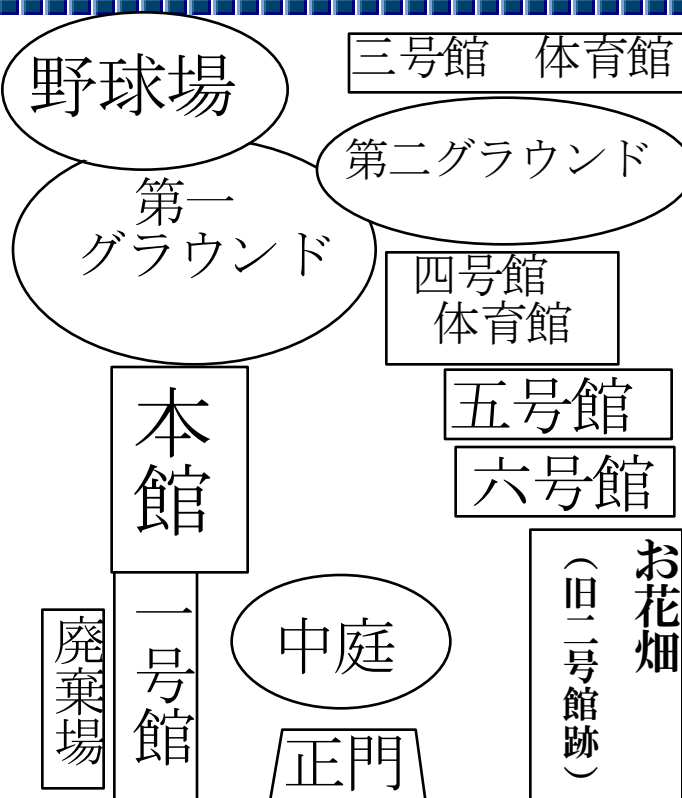 野球場
三号館　体育館
第二グラウンド
第一
グラウンド
四号館
体育館
五号館
六号館
本館
お花畑
（旧二号館跡）
中庭
一号館
廃棄場
正門